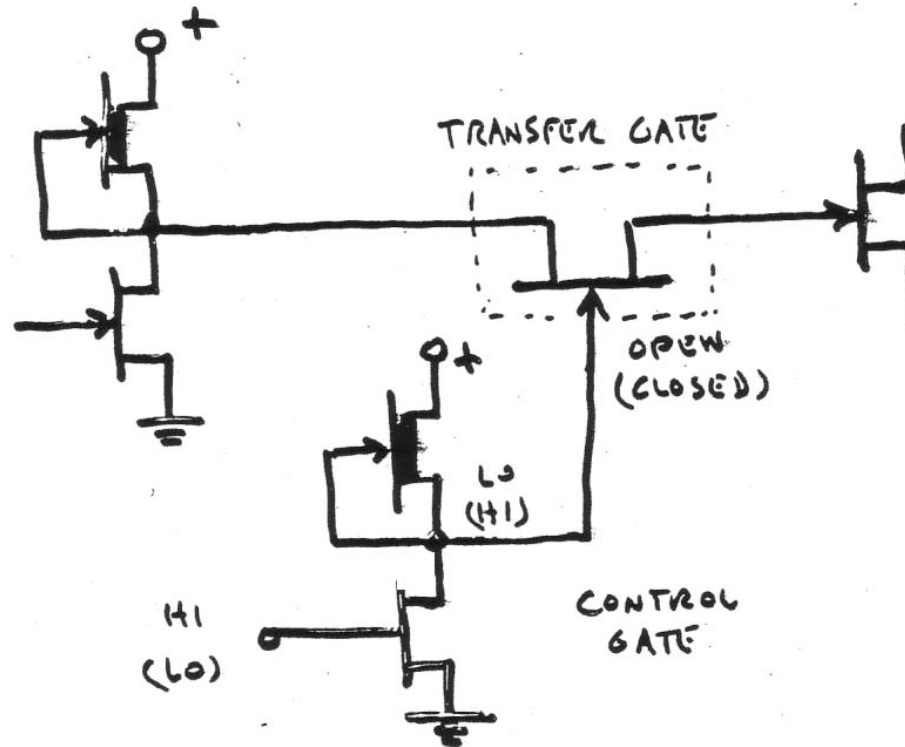 +
TRANSFER GATE
+
OPEN
(CLOSED)
LO
(HI)
HI
(LO)
CONTROL
GATE